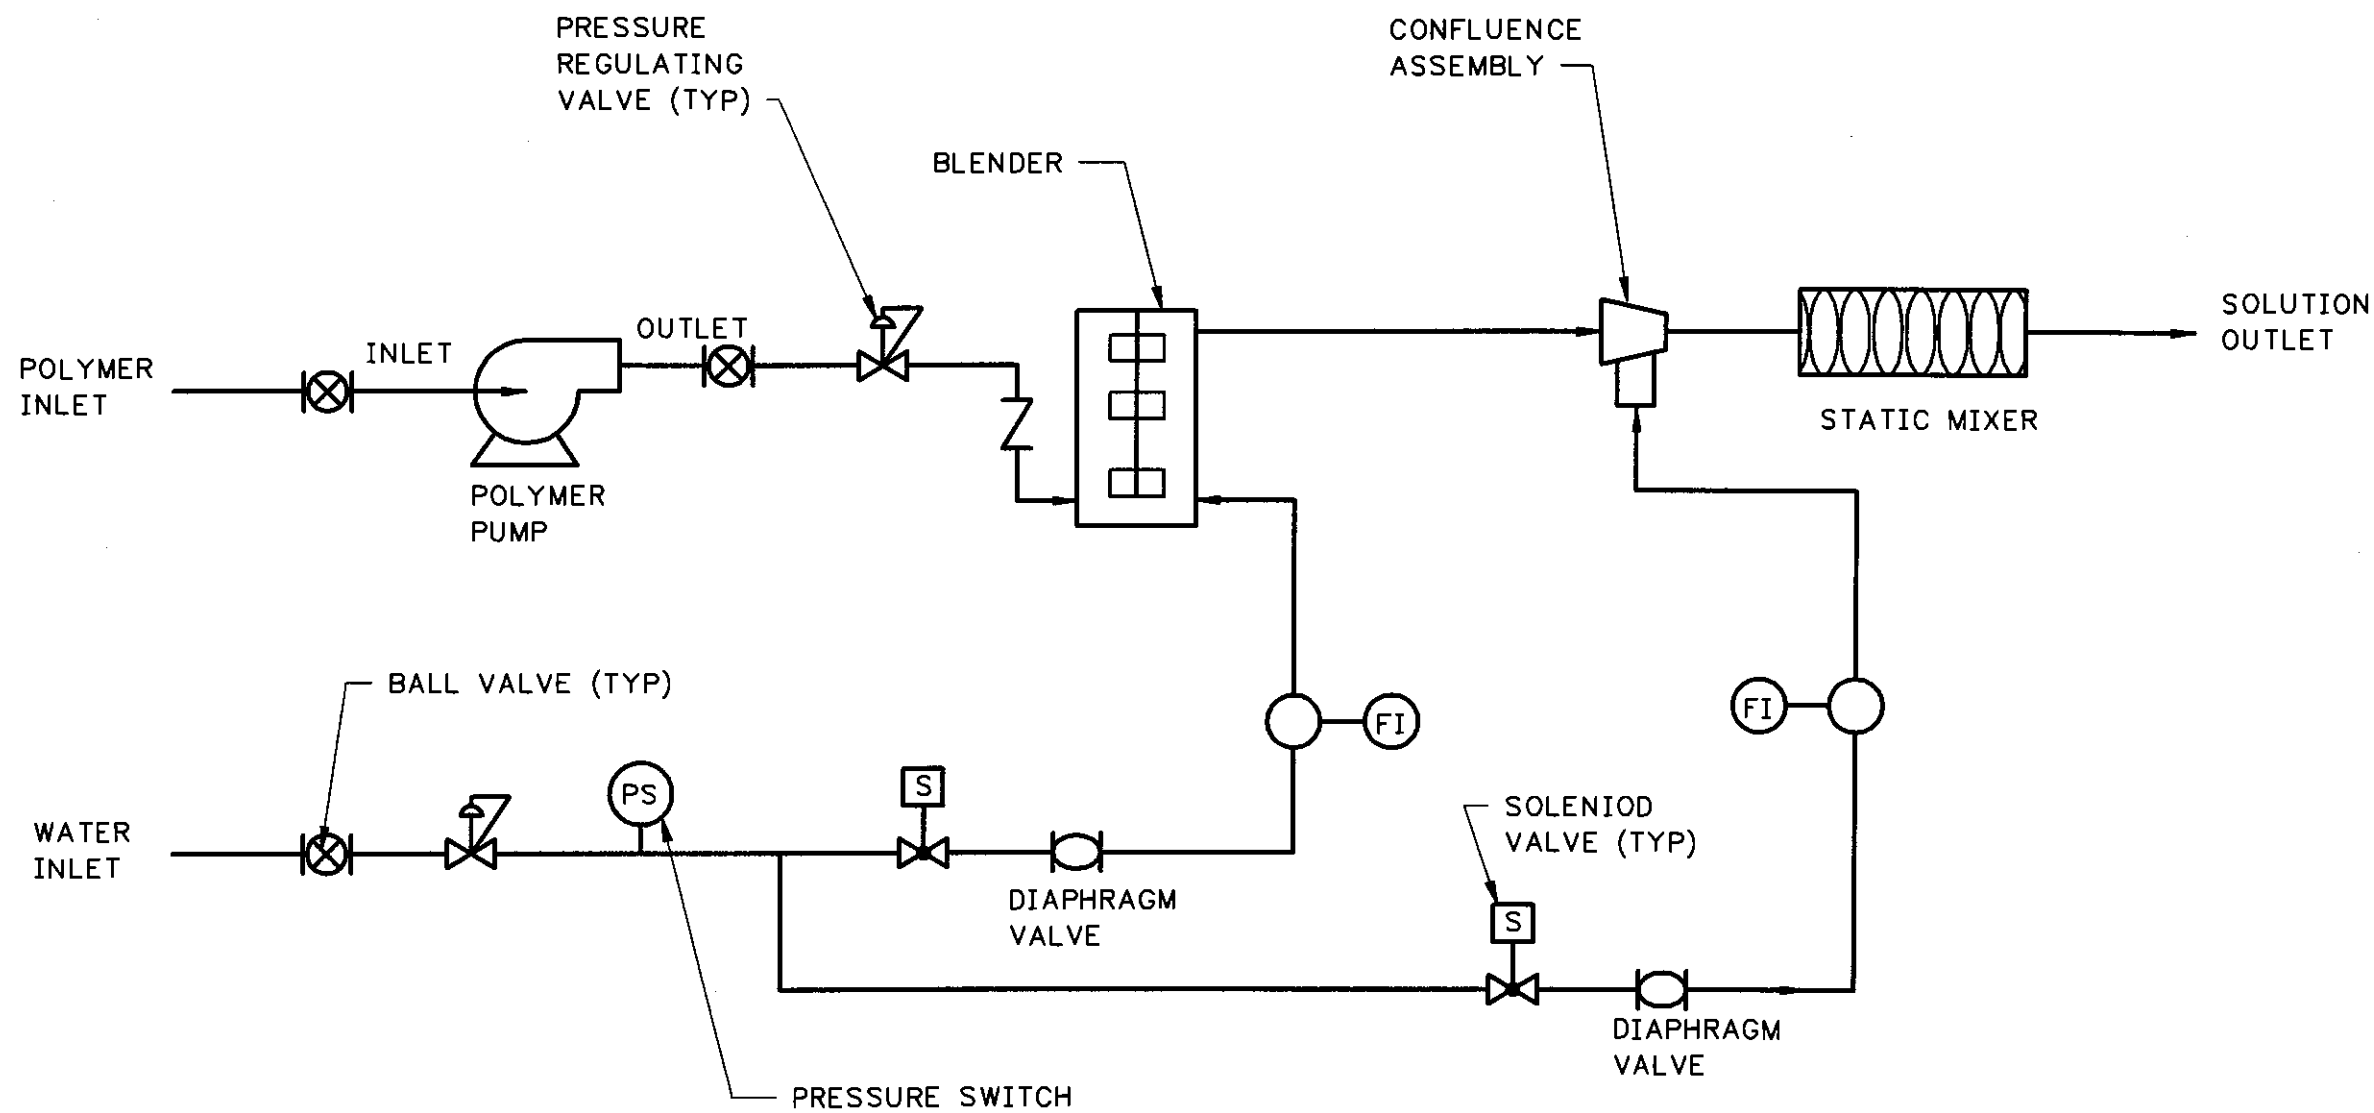 PRESSURE
REGULATING
VALVE (TYP)
CONFLUENCE
ASSEMBLY
BLENDER
POLYMER
INLET
INLET
OUTLET
POLYMER
PUMP
SOLUTION
OUTLET
STATIC MIXER
BALL VALVE (TYP)
FI
FI
WATER
INLET
PS
S
DIAPHRAGM
VALVE
SOLENIOD
VALVE (TYP)
S
DIAPHRAGM
VALVE
PRESSURE SWITCH